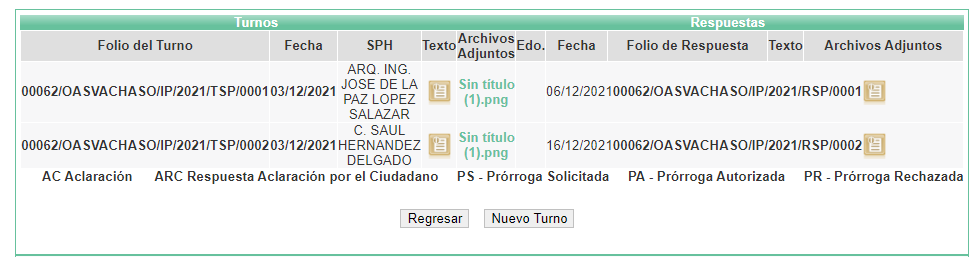 Turnos Respuestas
Folio del Turno Fecha SPH Texto Archivos Adjuntos Edo. Fecha Folio de Respuesta Texto Archivos Adjuntos
00062/OASVACHASO/IP/2021/TSP/0001 03/12/2021 ARQ. ING. JOSE DE LA PAZ LOPEZ SALAZAR Sin título (1).png 06/12/2021 00062/OASVACHASO/IP/2021/RSP/0001
00062/OASVACHASO/IP/2021/TSP/0002 03/12/2021 C. SAUL HERNANDEZ DELGADO Sin título (1).png 16/12/2021 00062/OASVACHASO/IP/2021/RSP/0002
AC Aclaración ARC Respuesta Aclaración por el Ciudadano PS - Prórroga Solicitada PA - Prórroga Autorizada PR - Prórroga Rechazada
Regresar Nuevo Turno